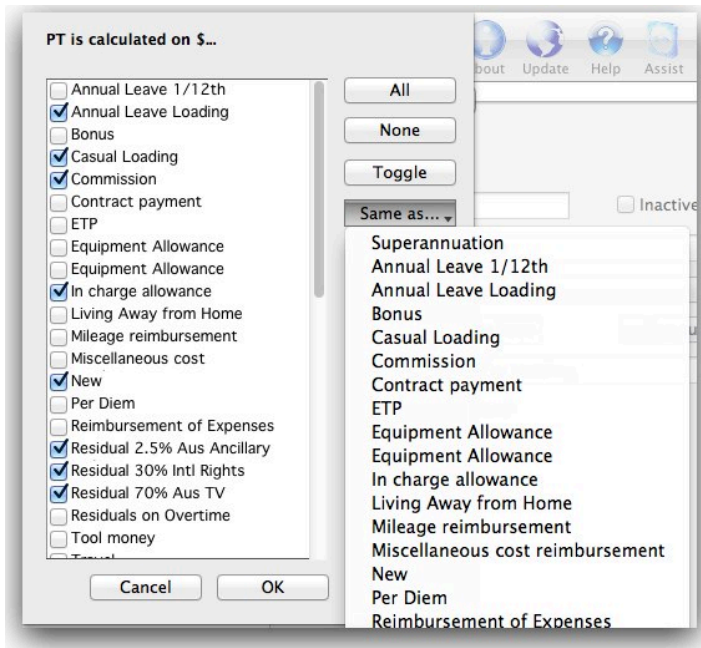 PT is calculated on $...
Annual Leave 1/12th
Annual Leave Loading
Bonus
Casual Loading
Commission
Contract payment
ETP
Equipment Allowance
Equipment Allowance
In charge allowance
Living Away from Home
Mileage reimbursement
Miscellaneous cost
New
Per Diem
Reimbursement of Expenses
Residual 2.5% Aus Ancillary
Residual 30% Intl Rights
Residual 70% Aus TV
Residuals on Overtime
Tool money
Travel
Cancel
OK
All
None
Toggle
Same as...
Superannuation
Annual Leave 1/12th
Annual Leave Loading
Bonus
Casual Loading
Commission
Contract payment
ETP
Equipment Allowance
Equipment Allowance
In charge allowance
Living Away from Home
Mileage reimbursement
Miscellaneous cost reimbursement
New
Per Diem
Reimbursement of Expenses
bout Update Help Assist
Inactive